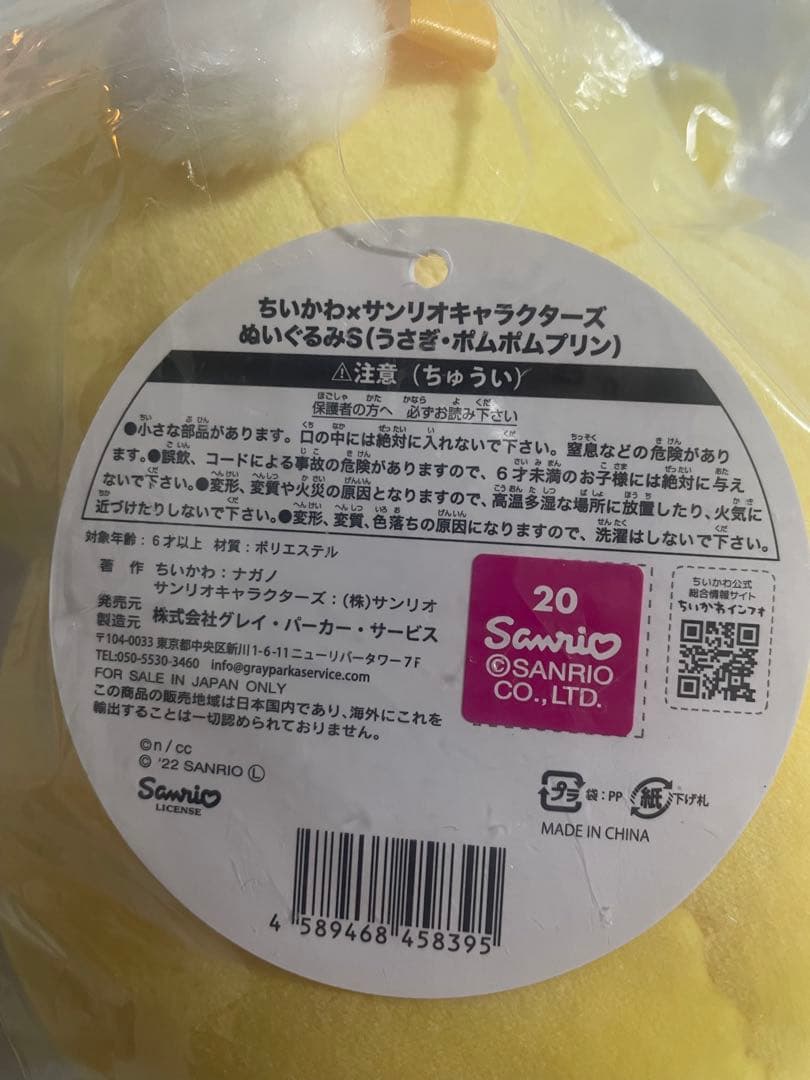 ちいかわ×サンリオキャラクターズ
ぬいぐるみS(うさぎ・ポムポムプリン)
⚠注意(ちゅうい)
保護者の方へ 必ずお読み下さい
●小さな部品があります。口の中には絶対に入れないで下さい。窒息などの危険があり
ます。●誤飲、コードによる事故の危険がありますので、6才未満のお子様には絶対に与え
ないで下さい。●変形、変質や火災の原因となりますので、高温多湿な場所に放置したり、火気に
近づけたりしないで下さい。●変形、変質、色落ちの原因になりますので、洗濯はしないで下さい。
対象年齢:6才以上 材質:ポリエステル
著 作 ちいかわ:ナガノ
サンリオキャラクターズ:(株)サンリオ
発売元
製造元 株式会社グレイ・パーカー・サービス
〒104-0033 東京都中央区新川1-6-11 ニューリバータワー7F
TEL:050-5530-3460 info@grayparkaservice.com
FOR SALE IN JAPAN ONLY
この商品の販売地域は日本国内であり、海外にこれを
輸出することは一切認められておりません。
©n / cc
© '22 SANRIO Ⓛ
Sanrio
LICENSE
20
Sanrio
©SANRIO
CO.,LTD.
ちいかわ公式
総合情報サイト
ちいかわインフォ
プラ 袋:PP 紙 下げ札
MADE IN CHINA
4 589468 458395